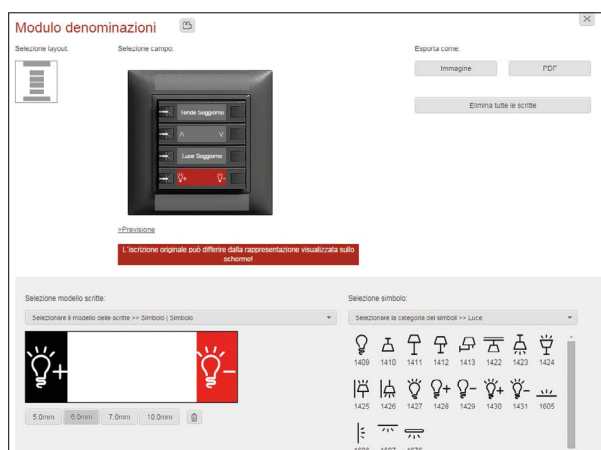 Modulo denominazioni
Selezione layout:
Selezione campo:
Esporta come:
Immagine
PDF
Elimina tutte le scritte
Tende Soggiorno
Luce Soggiorno
>Previsione
L'iscrizione originale può differire dalla rappresentazione visualizzata sullo
schermo!
Selezione modello scritte:
Selezionare il modello delle scritte >> Simbolo | Simbolo
5.0mm 6.0mm 7.0mm 10.0mm
Selezione simbolo:
Selezionare la categoria dei simboli >> Luce
1409 1410 1411 1412 1413 1422 1423 1424
1425 1426 1427 1428 1429 1430 1431 1605